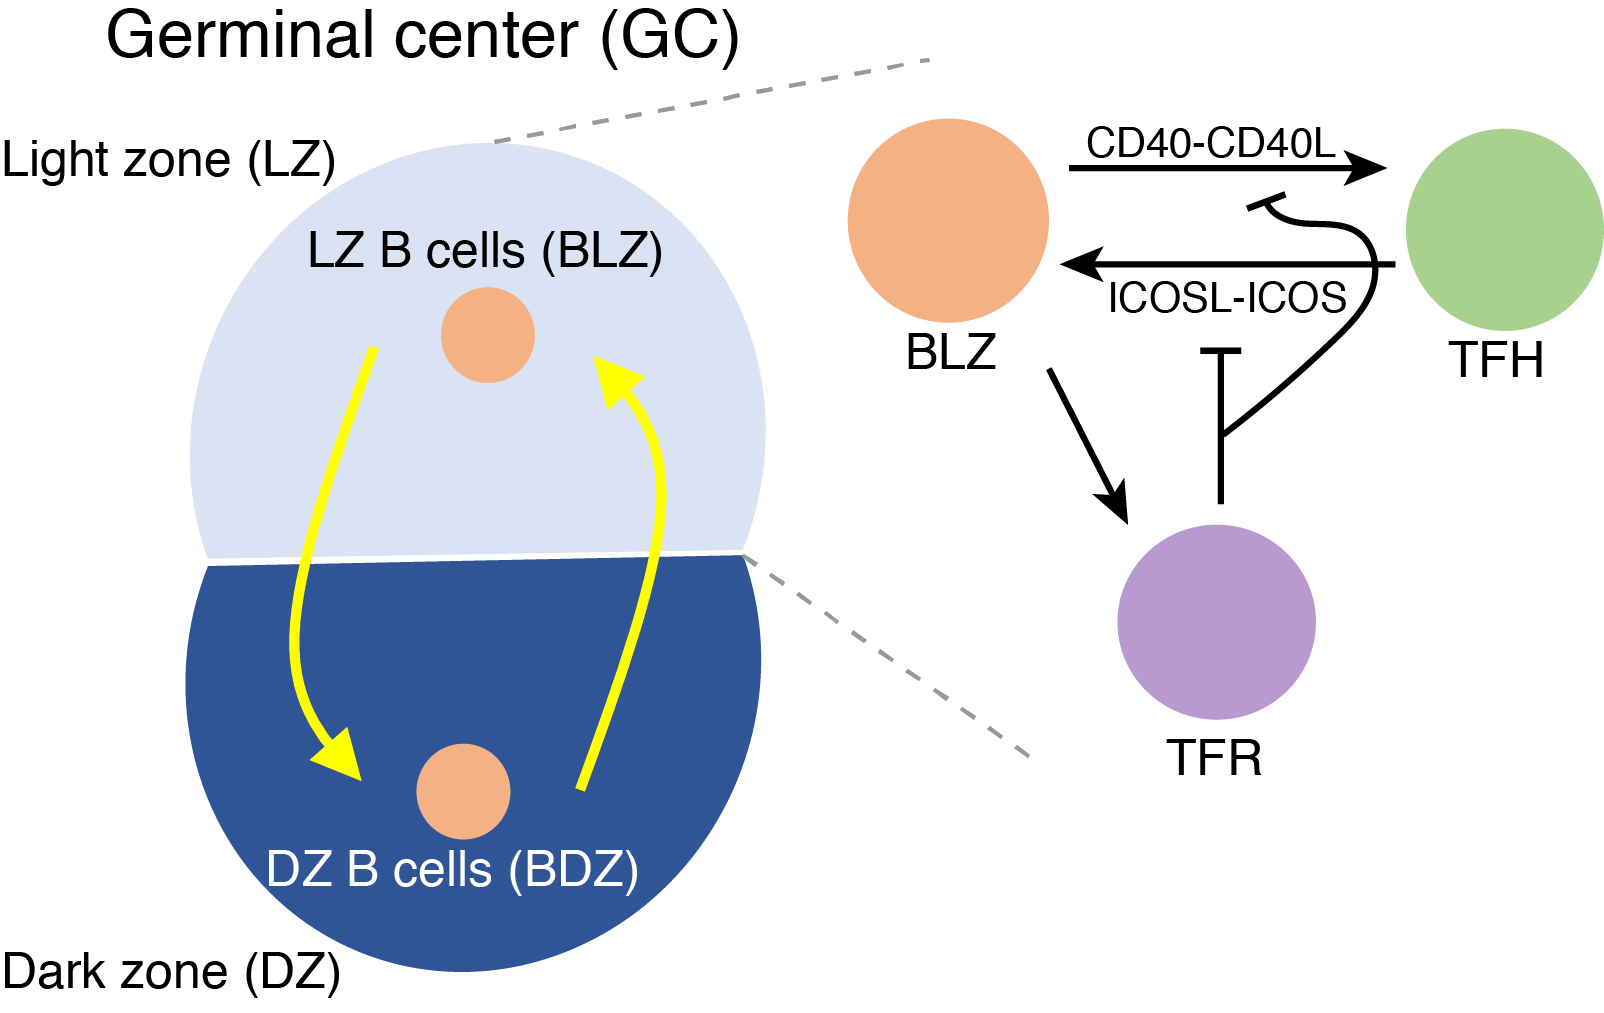 Germinal center (GC)
Light zone (LZ)
LZ B cells (BLZ)
DZ B cells (BDZ)
Dark zone (DZ)
CD40-CD40L
ICOSL-ICOS
BLZ
TFH
TFR